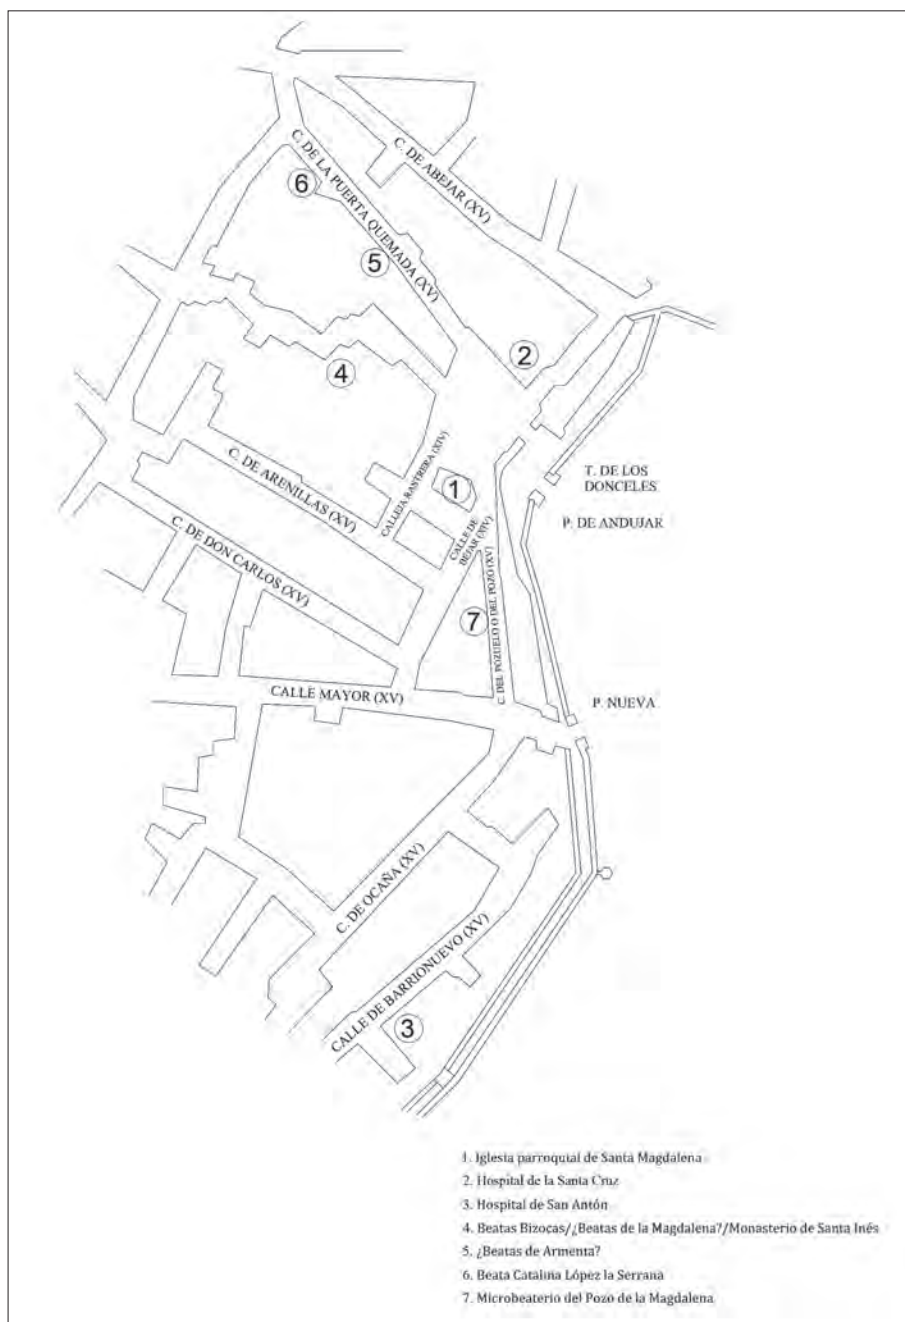 C. DE ABEJAR (XV)
C. DE LA PUERTA QUEMADA (XV)
6
5
2
4
CALLEJA RASTRERA (XIV)
C. DE ARENILLAS (XV)
1
T. DE LOS
DONCELES
P. DE ANDUJAR
CALLE DE
BEJAR (XIV)
C. DE DON CARLOS (XV)
C. DEL POZUELO O DEL POZO (XV)
7
CALLE MAYOR (XV)
P. NUEVA
C. DE OCAÑA (XV)
CALLE DE BARRIONUEVO (XV)
3
1. Iglesia parroquial de Santa Magdalena
2. Hospital de la Santa Cruz
3. Hospital de San Antón
4. Beatas Bizocas/¿Beatas de la Magdalena?/Monasterio de Santa Inés
5. ¿Beatas de Armenta?
6. Beata Catalina López la Serrana
7. Microbeaterio del Pozo de la Magdalena